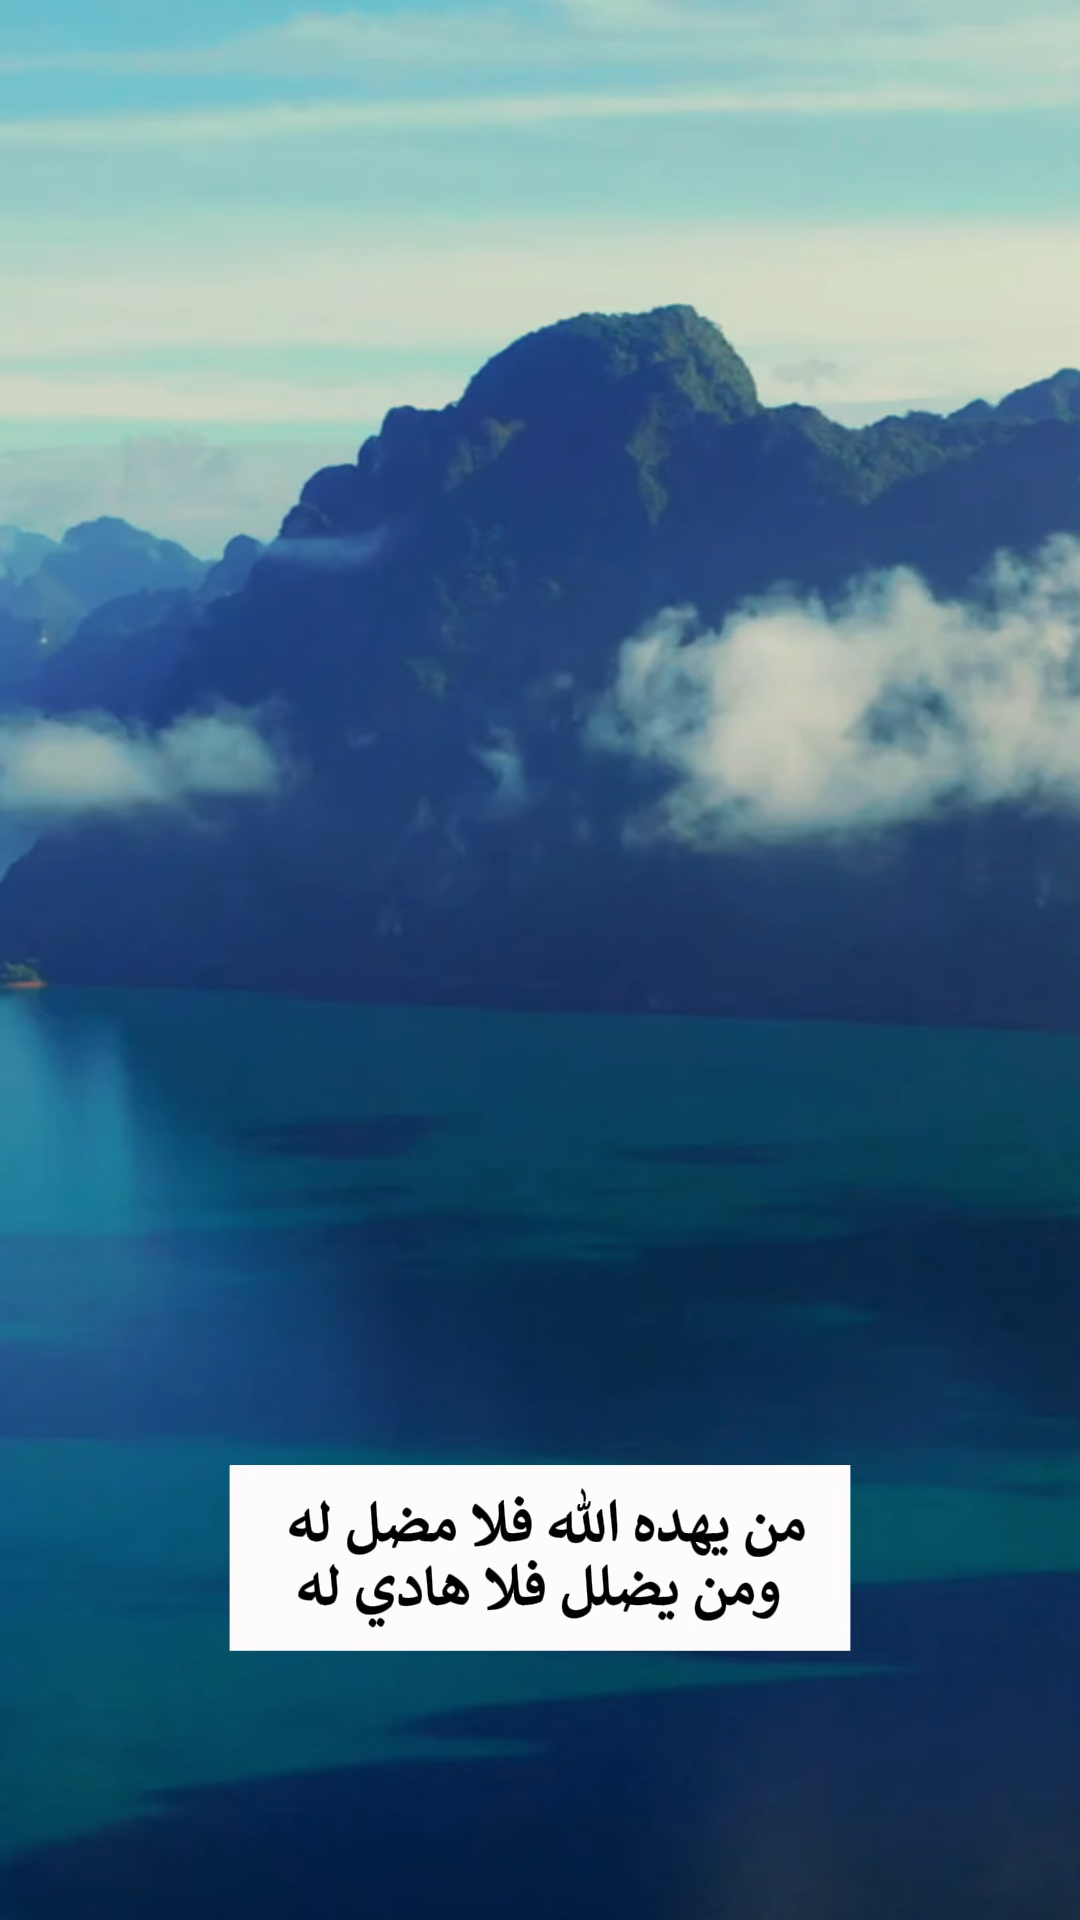 من يهده الله فلا مضل له
ومن يضلل فلا هادي له